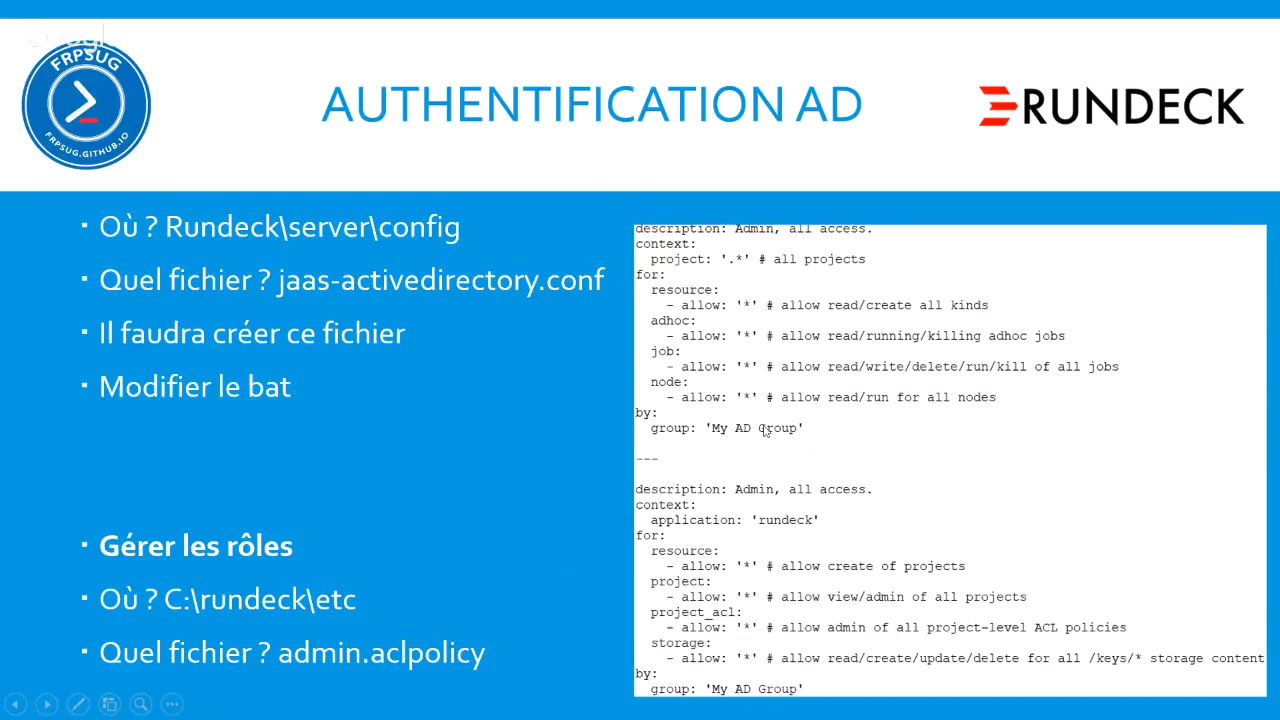 FRPSUG
FRPSUG.GITHUB.IO
AUTHENTIFICATION AD
RUNDECK
▪ Où ? Rundeck\server\config
▪ Quel fichier ? jaas-activedirectory.conf
▪ Il faudra créer ce fichier
▪ Modifier le bat
▪ Gérer les rôles
▪ Où ? C:\rundeck\etc
▪ Quel fichier ? admin.aclpolicy
description: Admin, all access.
context:
  project: '.*' # all projects
for:
  resource:
    - allow: '*' # allow read/create all kinds
  adhoc:
    - allow: '*' # allow read/running/killing adhoc jobs
  job:
    - allow: '*' # allow read/write/delete/run/kill of all jobs
  node:
    - allow: '*' # allow read/run for all nodes
by:
  group: 'My AD Group'
---
description: Admin, all access.
context:
  application: 'rundeck'
for:
  resource:
    - allow: '*' # allow create of projects
  project:
    - allow: '*' # allow view/admin of all projects
  project_acl:
    - allow: '*' # allow admin of all project-level ACL policies
  storage:
    - allow: '*' # allow read/create/update/delete for all /keys/* storage content
by:
  group: 'My AD Group'